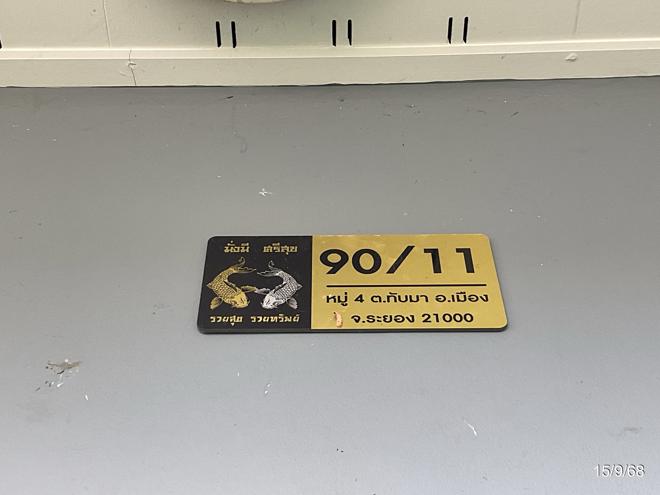 มั่งมี ศรีสุข
รวยสุข รวยทรัพย์
90/11
หมู่ 4 ต.ทับมา อ.เมือง
จ.ระยอง 21000
15/9/68